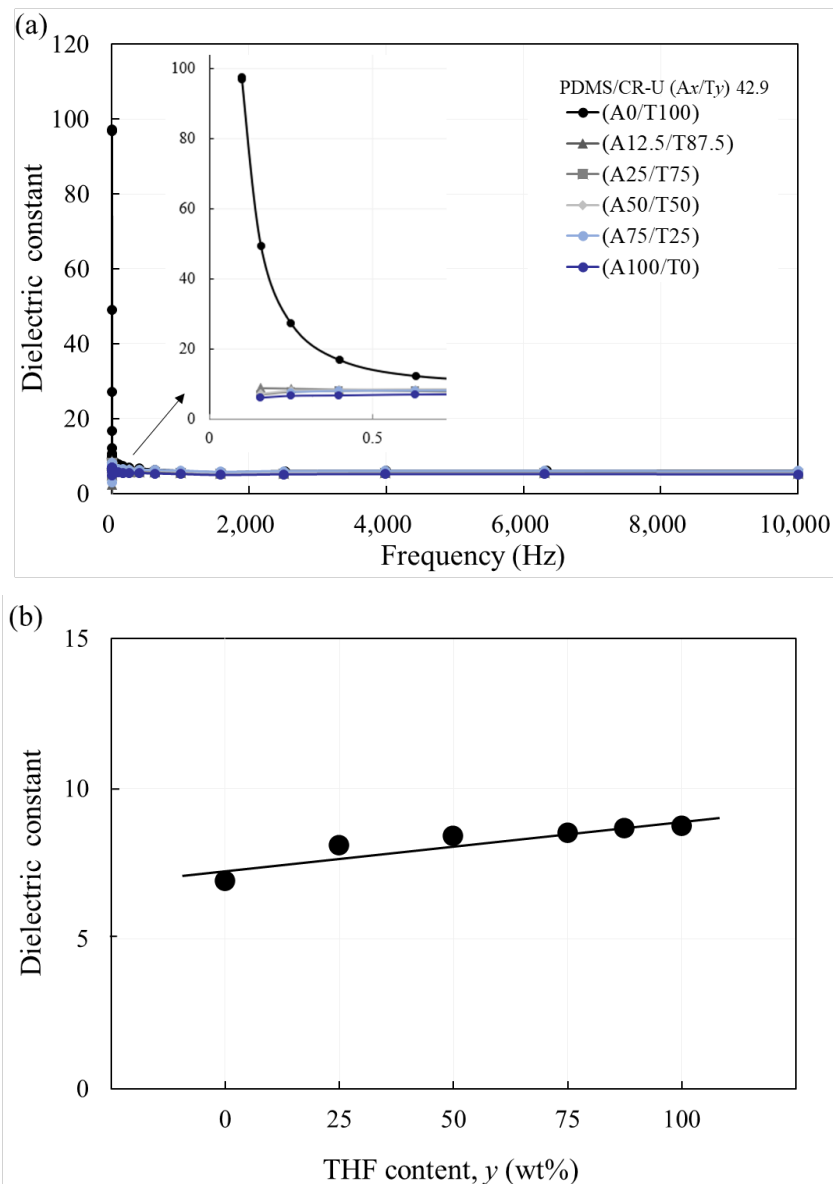 (a)
120
100
80
60
40
20
0
Dielectric constant
100
80
60
40
20
0
0
0.5
PDMS/CR-U (Ax/Ty) 42.9
(A0/T100)
(A12.5/T87.5)
(A25/T75)
(A50/T50)
(A75/T25)
(A100/T0)
0
2,000
4,000
6,000
8,000
10,000
Frequency (Hz)
(b)
15
10
5
0
Dielectric constant
0
25
50
75
100
THF content, y (wt%)